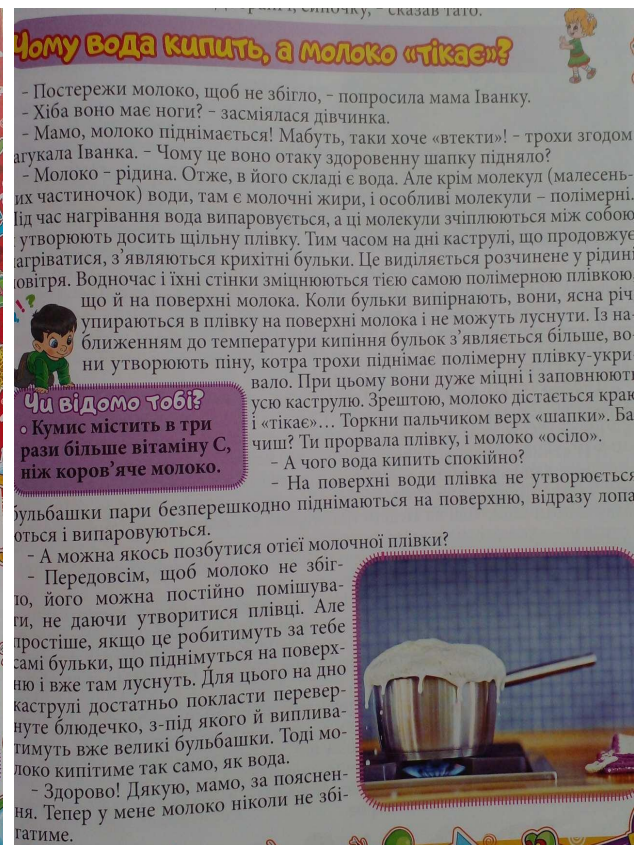 синочку, – сказав тато.
Чому вода кипить, а молоко «тікає»?
– Постережи молоко, щоб не збігло, – попросила мама Іванку.
– Хіба воно має ноги? – засміялася дівчинка.
– Мамо, молоко піднімається! Мабуть, таки хоче «втекти»! – трохи згодом
агукала Іванка. – Чому це воно отаку здоровенну шапку підняло?
– Молоко – рідина. Отже, в його складі є вода. Але крім молекул (малесень-
их частиночок) води, там є молочні жири, і особливі молекули – полімерні.
Під час нагрівання вода випаровується, а ці молекули зчіплюються між собою
утворюють досить щільну плівку. Тим часом на дні каструлі, що продовжує
агріватися, з’являються крихітні бульки. Це виділяється розчинене у рідині
повітря. Водночас і їхні стінки зміцнюються тією самою полімерною плівкою,
що й на поверхні молока. Коли бульки випірнають, вони, ясна річ
упираються в плівку на поверхні молока і не можуть луснути. Із на-
ближенням до температури кипіння бульок з’являється більше, во-
ни утворюють піну, котра трохи піднімає полімерну плівку-укри
вало. При цьому вони дуже міцні і заповнюют
усю каструлю. Зрештою, молоко дістається краю
і «тікає»... Торкни пальчиком верх «шапки». Ба
чиш? Ти прорвала плівку, і молоко «осіло».
– А чого вода кипить спокійно?
– На поверхні води плівка не утворюється
!?
Чи відомо тобі?
• Кумис містить в три
рази більше вітаміну С,
ніж коров’яче молоко.
бульбашки пари безперешкодно піднімаються на поверхню, відразу лопа
ються і випаровуються.
– А можна якось позбутися отієї молочної плівки?
– Передовсім, щоб молоко не збіг-
ло, його можна постійно помішува-
ти, не даючи утворитися плівці. Але
простіше, якщо це робитимуть за тебе
самі бульки, що піднімуться на поверх-
ню і вже там луснуть. Для цього на дно
каструлі достатньо покласти перевер-
нуте блюдечко, з-під якого й виплива-
тимуть вже великі бульбашки. Тоді мо-
локо кипітиме так само, як вода.
– Здорово! Дякую, мамо, за пояснен-
ня. Тепер у мене молоко ніколи не збі-
гатиме.